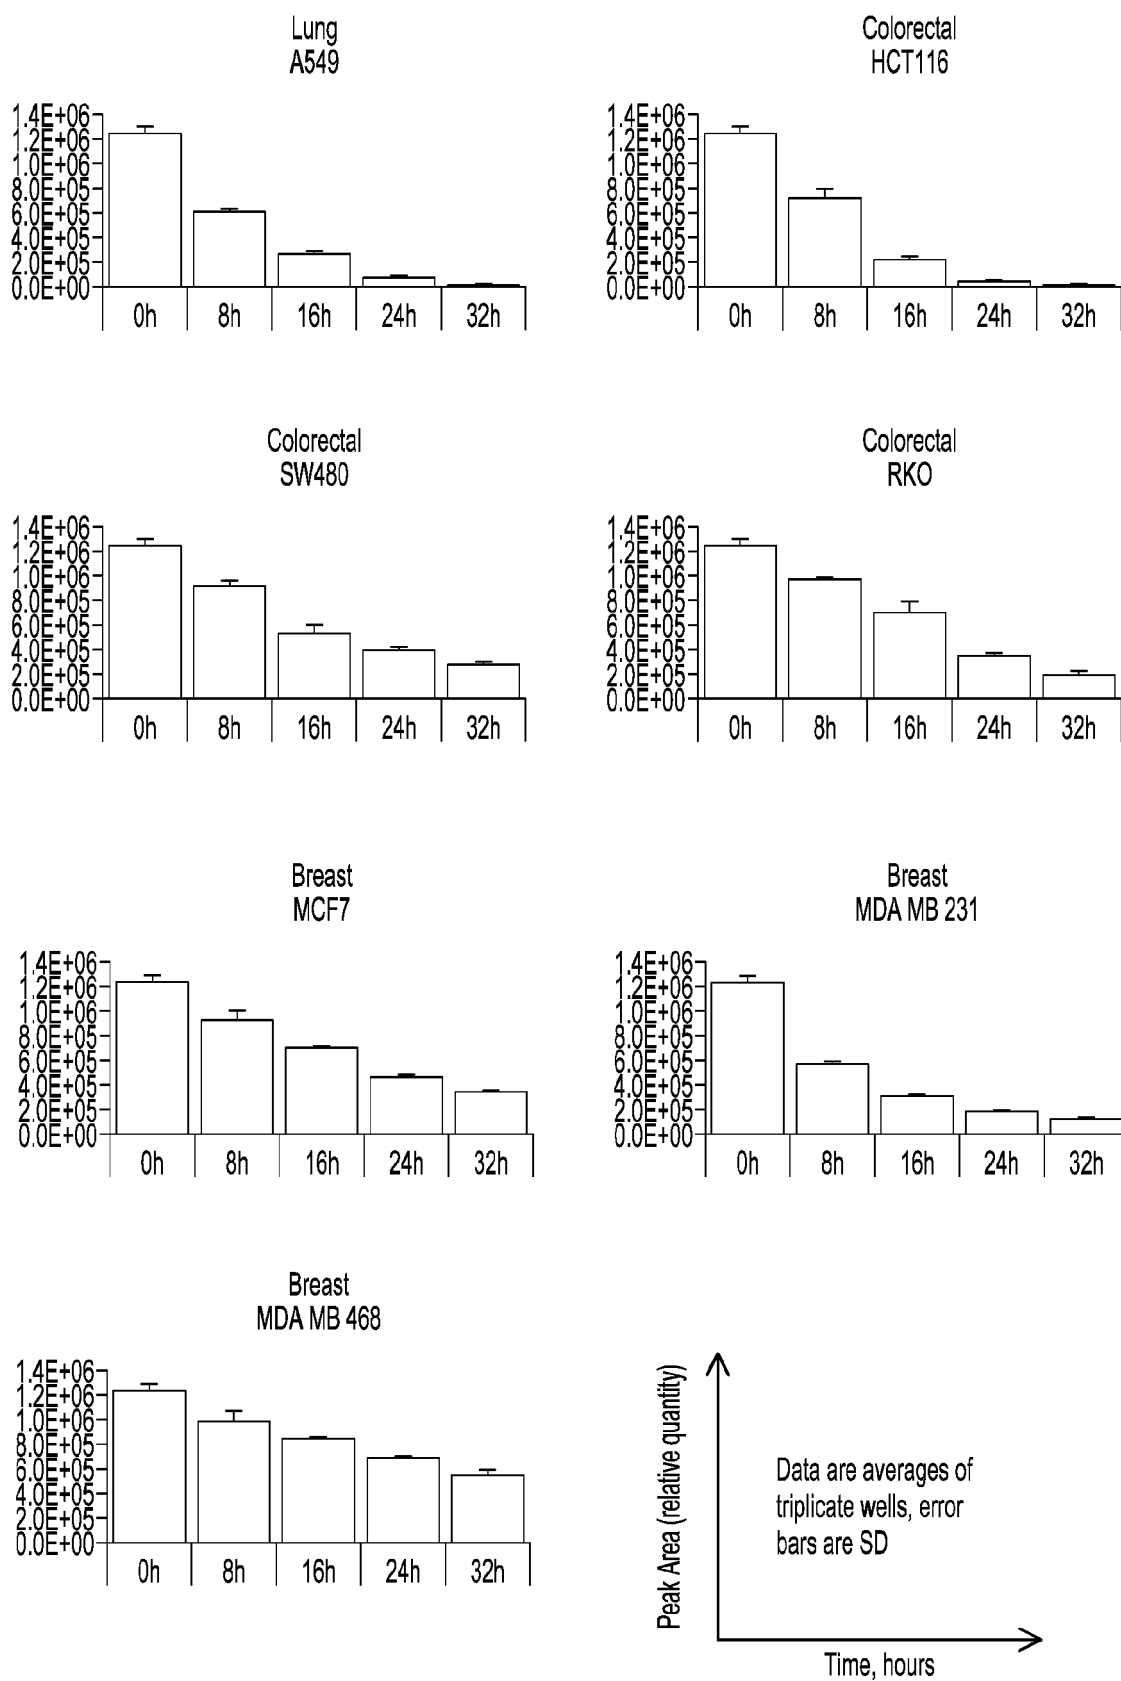 Lung
A549
1.4E+06
1.2E+06
1.0E+06
8.0E+05
6.0E+05
4.0E+05
2.0E+05
0.0E+00
0h 8h 16h 24h 32h
Colorectal
HCT116
1.4E+06
1.2E+06
1.0E+06
8.0E+05
6.0E+05
4.0E+05
2.0E+05
0.0E+00
0h 8h 16h 24h 32h
Colorectal
SW480
1.4E+06
1.2E+06
1.0E+06
8.0E+05
6.0E+05
4.0E+05
2.0E+05
0.0E+00
0h 8h 16h 24h 32h
Colorectal
RKO
1.4E+06
1.2E+06
1.0E+06
8.0E+05
6.0E+05
4.0E+05
2.0E+05
0.0E+00
0h 8h 16h 24h 32h
Breast
MCF7
1.4E+06
1.2E+06
1.0E+06
8.0E+05
6.0E+05
4.0E+05
2.0E+05
0.0E+00
0h 8h 16h 24h 32h
Breast
MDA MB 231
1.4E+06
1.2E+06
1.0E+06
8.0E+05
6.0E+05
4.0E+05
2.0E+05
0.0E+00
0h 8h 16h 24h 32h
Breast
MDA MB 468
1.4E+06
1.2E+06
1.0E+06
8.0E+05
6.0E+05
4.0E+05
2.0E+05
0.0E+00
0h 8h 16h 24h 32h
Peak Area (relative quantity)
Data are averages of
triplicate wells, error
bars are SD
Time, hours